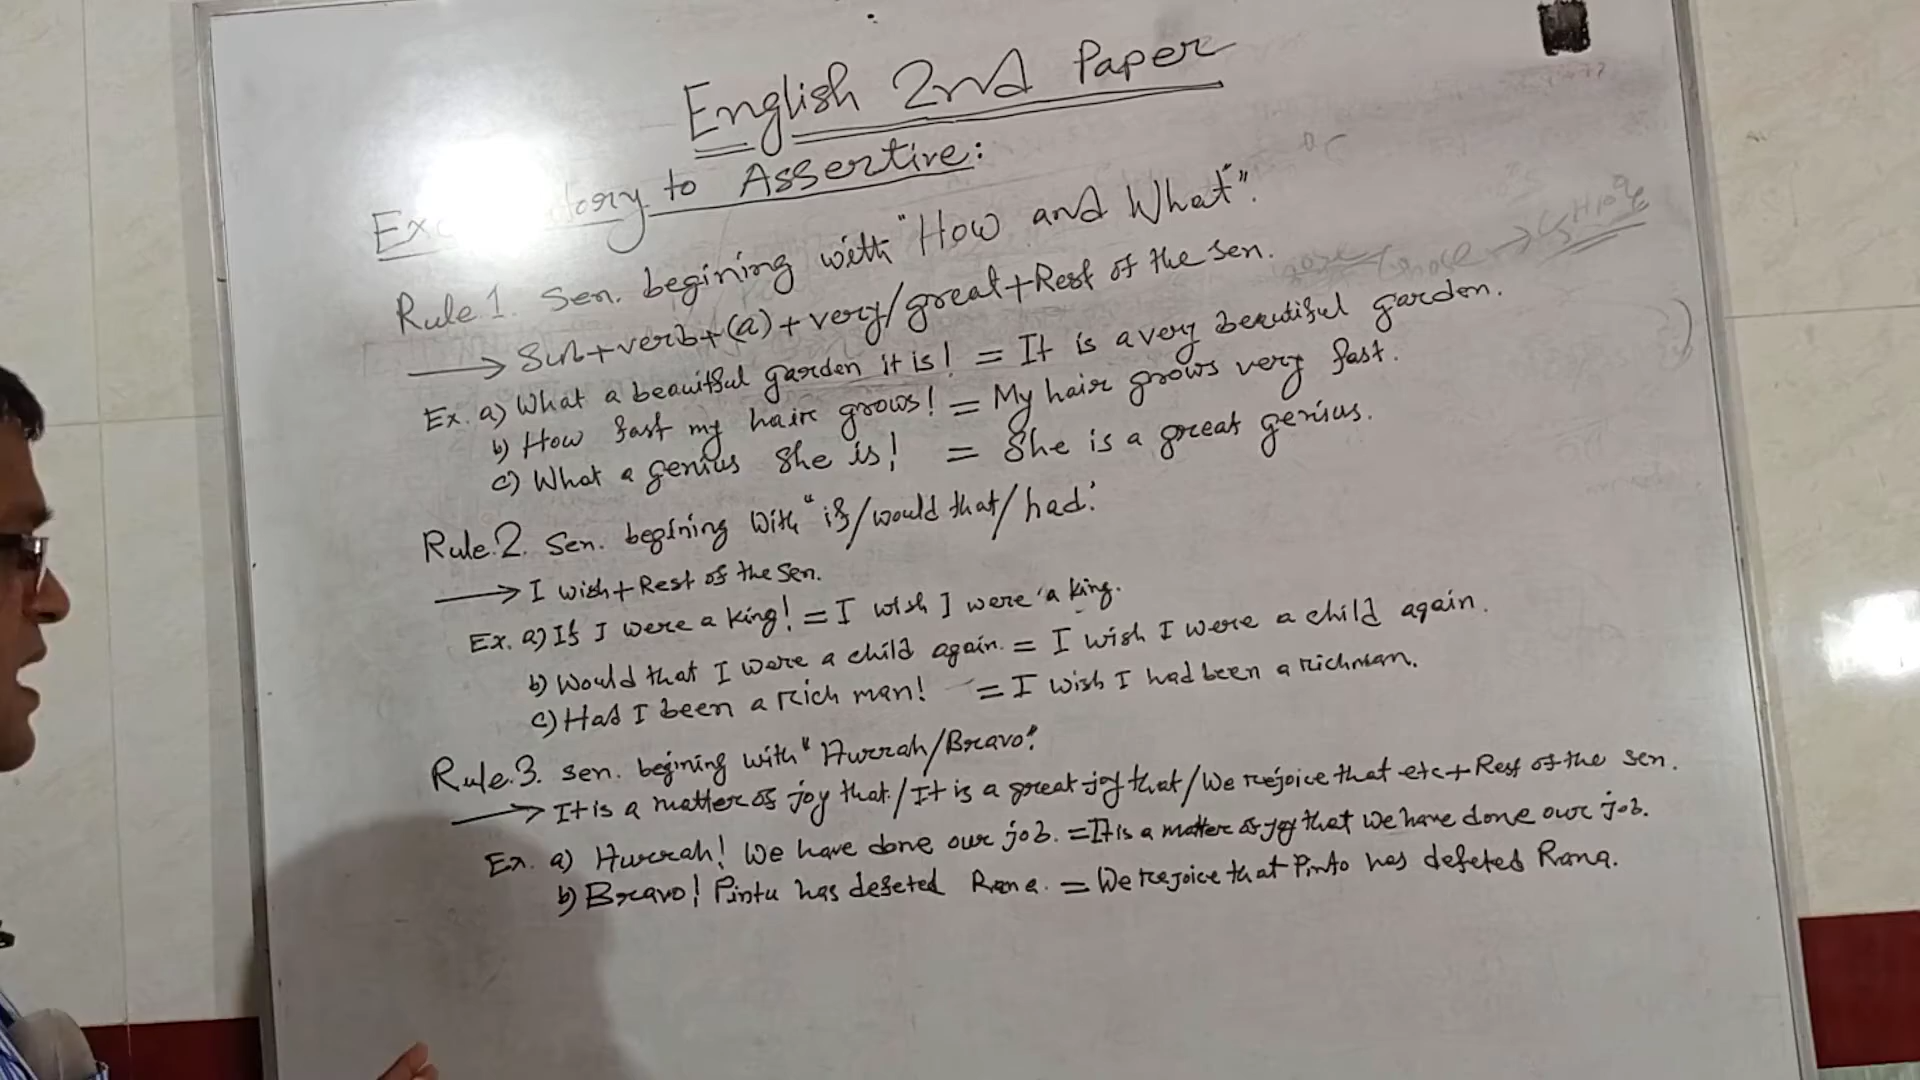 English 2nd Paper
to Assertive:
Rule 1. Sen. begining with "How and What".
→ Sub+verb+(a)+very/great+Rest of the sen.
Ex. a) What a beauitful garden it is! = It is a very beautiful garden.
b) How fast my hair grows! = My hair grows very fast.
c) What a genius she is! = She is a great genius.
Rule.2. Sen. begining with "if/would that/had."
→ I wish+Rest of the sen.
Ex. a) If I were a king! = I wish I were a king.
b) Would that I were a child again. = I wish I were a child again.
c) Had I been a rich man! = I wish I had been a richman.
Rule.3. sen. begining with "Hurrah/Bravo".
→ It is a matter of joy that/It is a great joy that/We rejoice that etc+Rest of the sen.
Ex. a) Hurrah! We have done our job. = It is a matter of joy that we have done our job.
b) Bravo! Pintu has defeted Rana. = We rejoice that Pinto has defeted Rana.